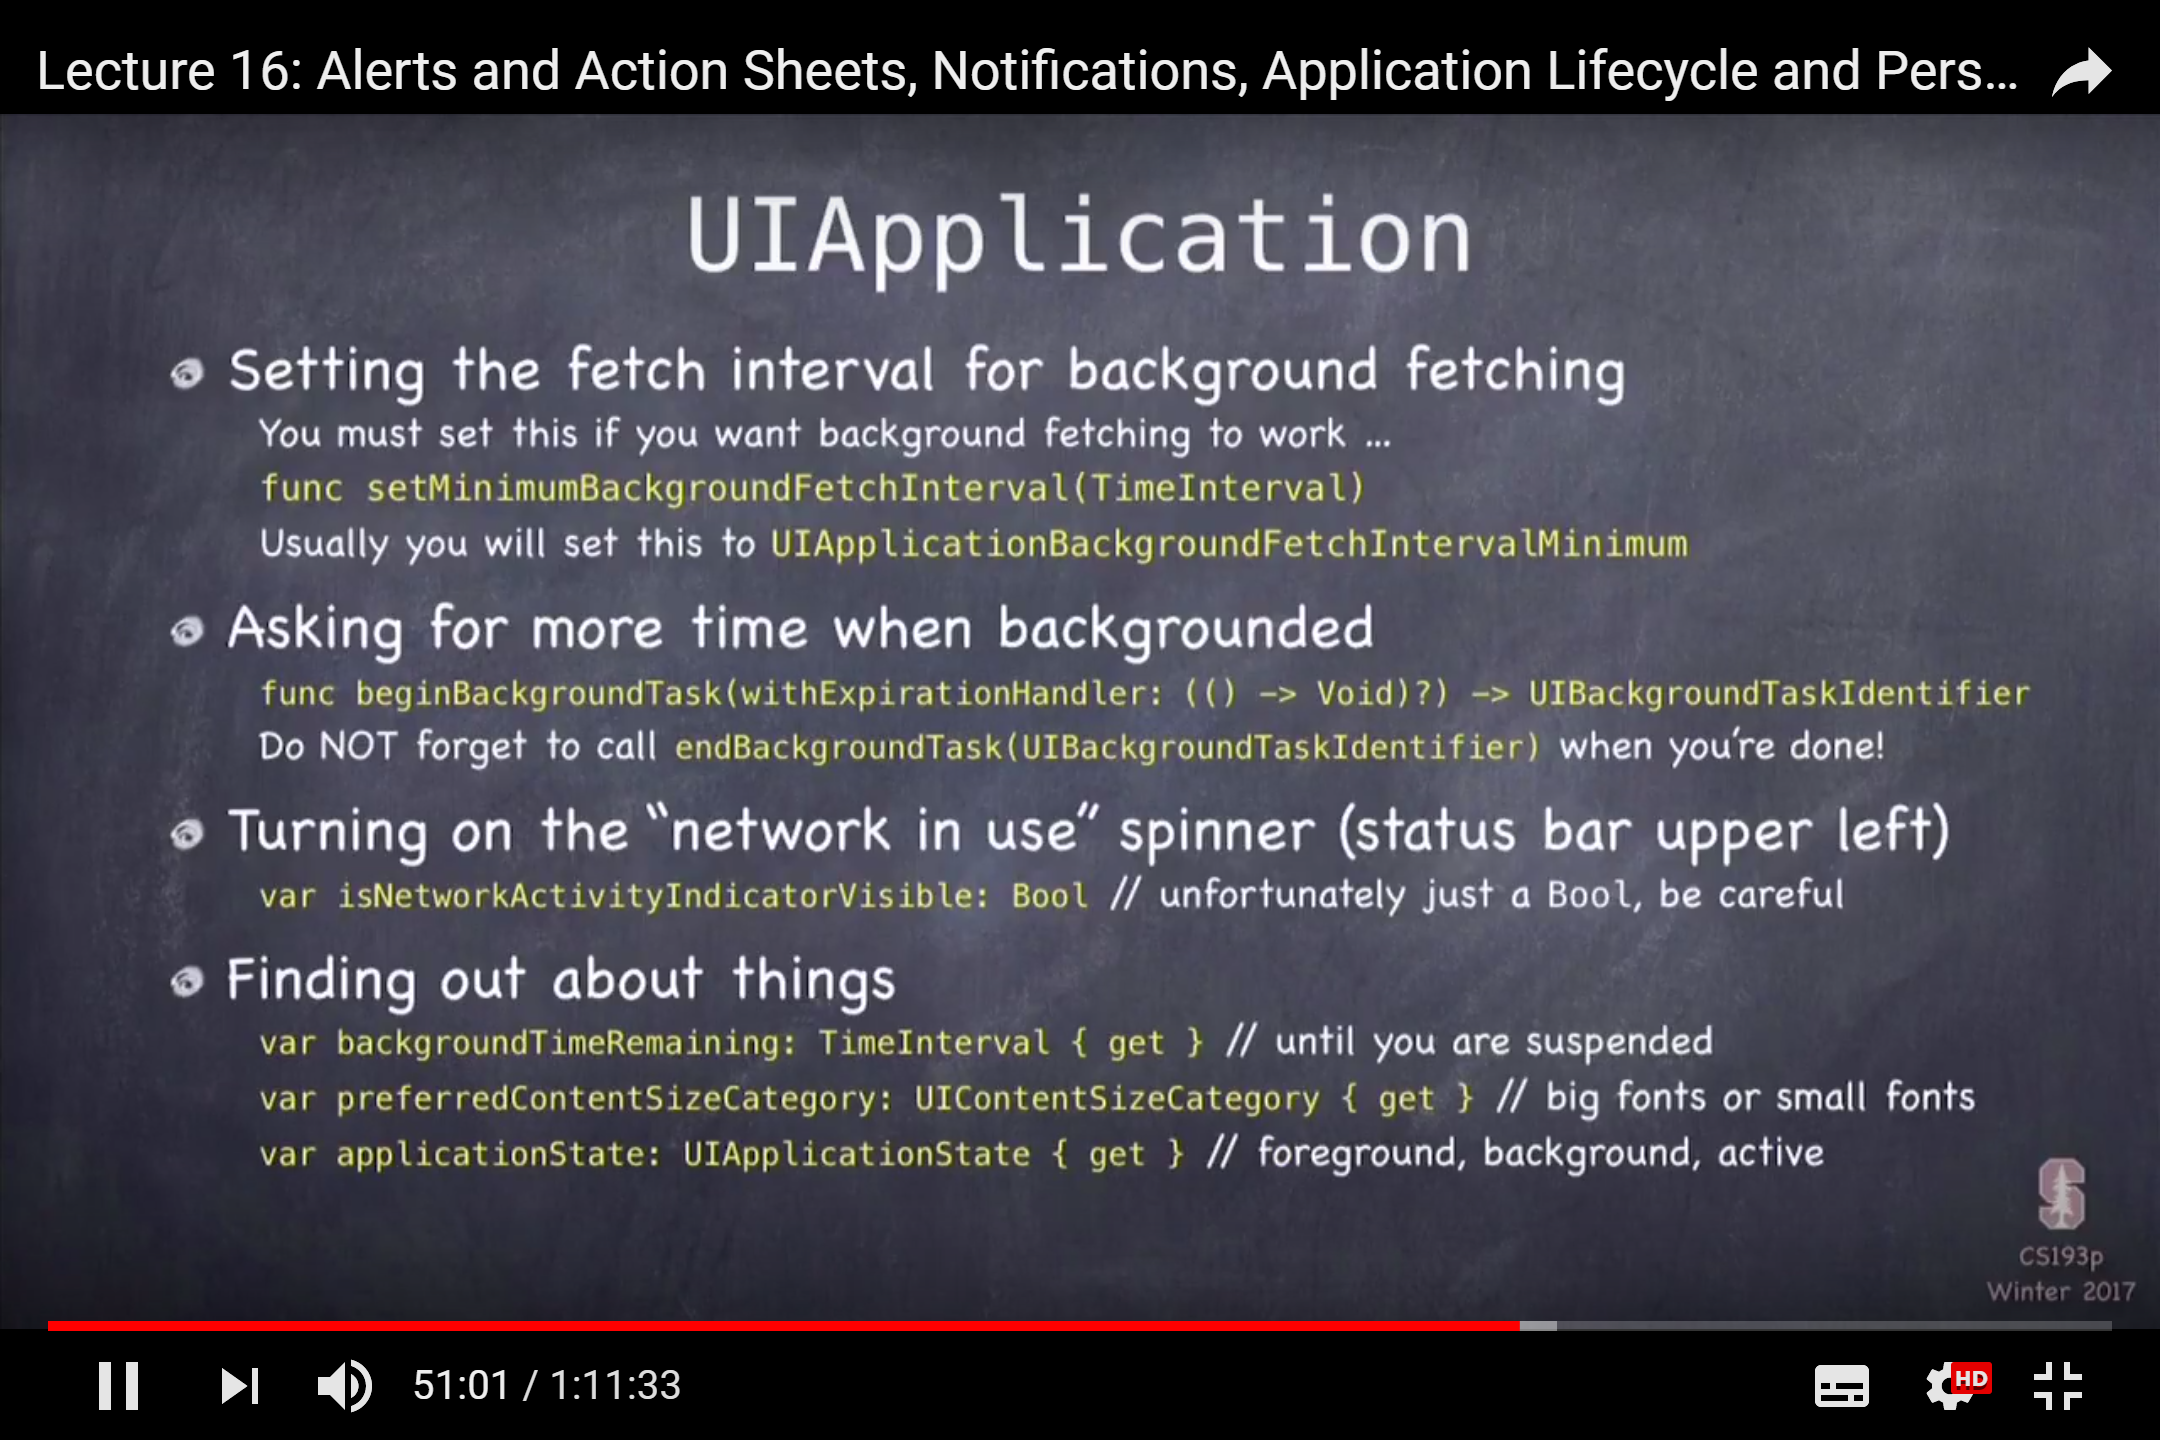 Lecture 16: Alerts and Action Sheets, Notifications, Application Lifecycle and Pers...
UIApplication
Setting the fetch interval for background fetching
You must set this if you want background fetching to work ...
func setMinimumBackgroundFetchInterval(TimeInterval)
Usually you will set this to UIApplicationBackgroundFetchIntervalMinimum
Asking for more time when backgrounded
func beginBackgroundTask(withExpirationHandler: (() -> Void)?) -> UIBackgroundTaskIdentifier
Do NOT forget to call endBackgroundTask(UIBackgroundTaskIdentifier) when you’re done!
Turning on the “network in use” spinner (status bar upper left)
var isNetworkActivityIndicatorVisible: Bool // unfortunately just a Bool, be careful
Finding out about things
var backgroundTimeRemaining: TimeInterval { get } // until you are suspended
var preferredContentSizeCategory: UIContentSizeCategory { get } // big fonts or small fonts
var applicationState: UIApplicationState { get } // foreground, background, active
S
CS193p
Winter 2017
51:01 / 1:11:33
HD